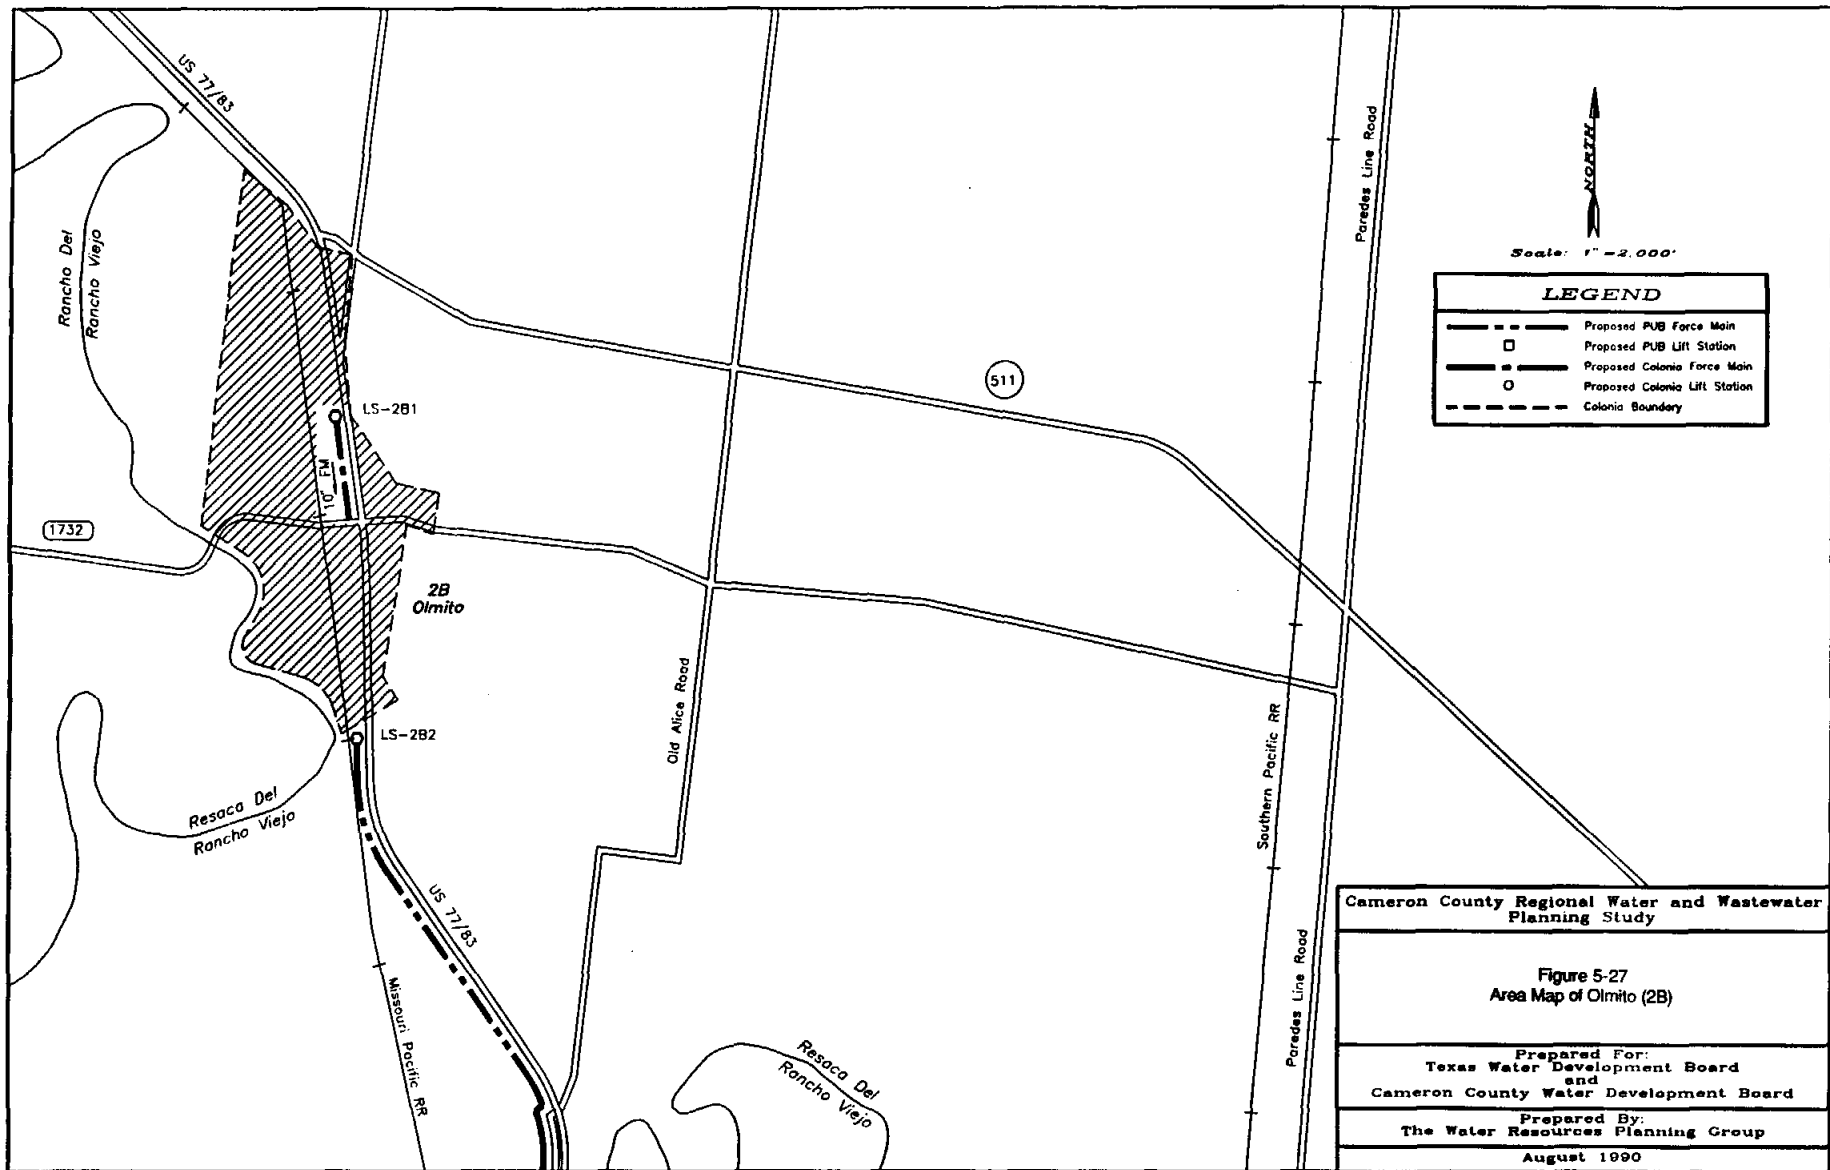 US 77/83
Rancho Del
Rancho Viejo
LS-2B1
10" FM
1732
2B
Olmito
LS-2B2
Resaca Del
Rancho Viejo
US 77/83
Missouri Pacific RR
Old Alice Road
511
Southern Pacific RR
Paredes Line Road
Paredes Line Road
Resaca Del
Rancho Viejo
NORTH
Scale: 1"=2,000'
LEGEND
Proposed PUB Force Main
Proposed PUB Lift Station
Proposed Colonia Force Main
Proposed Colonia Lift Station
Colonia Boundary
Cameron County Regional Water and Wastewater
Planning Study
Figure 5-27
Area Map of Olmito (2B)
Prepared For:
Texas Water Development Board
and
Cameron County Water Development Board
Prepared By:
The Water Resources Planning Group
August 1990